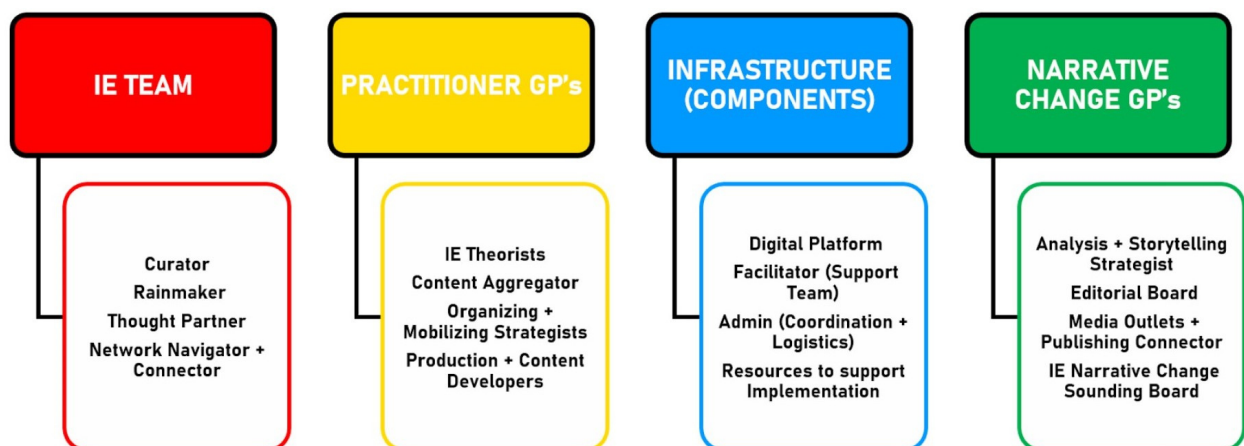 IE TEAM
Curator
Rainmaker
Thought Partner
Network Navigator +
Connector
PRACTITIONER GP's
IE Theorists
Content Aggregator
Organizing +
Mobilizing Strategists
Production + Content
Developers
INFRASTRUCTURE
(COMPONENTS)
Digital Platform
Facilitator (Support
Team)
Admin (Coordination +
Logistics)
Resources to support
Implementation
NARRATIVE
CHANGE GP's
Analysis + Storytelling
Strategist
Editorial Board
Media Outlets +
Publishing Connector
IE Narrative Change
Sounding Board